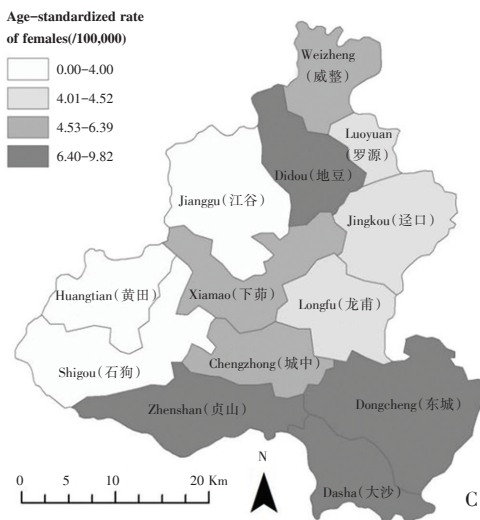 Age-standardized rate
of females(/100,000)
0.00-4.00
4.01-4.52
4.53-6.39
6.40-9.82
Weizheng
(威整)
Luoyuan
(罗源)
Didou(地豆)
Jianggu(江谷)
Jingkou(迳口)
Huangtian(黄田)
Xiamao(下茆)
Longfu(龙甫)
Shigou(石狗)
Chengzhong(城中)
Zhenshan(贞山)
Dongcheng(东城)
N
0 5 10 20 Km
Dasha(大沙)
C